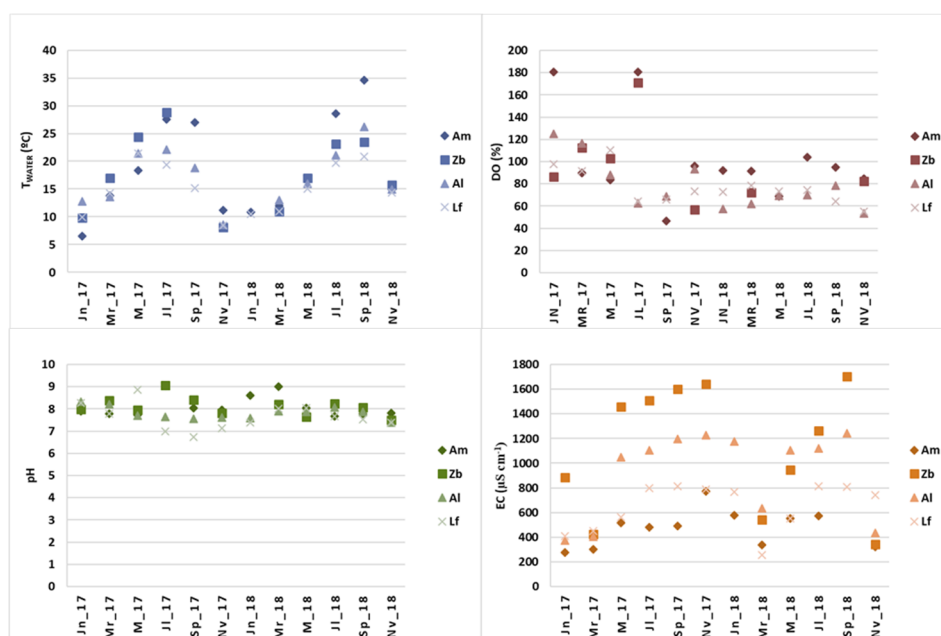 40
35
30
25
20
15
10
5
0
T_WATER (ºC)
Jn_17
Mr_17
M_17
Jl_17
Sp_17
Nv_17
Jn_18
Mr_18
M_18
Jl_18
Sp_18
Nv_18
Am
Zb
Al
Lf
200
180
160
140
120
100
80
60
40
20
0
DO (%)
JN_17
MR_17
M_17
JL_17
SP_17
NV_17
JN_18
MR_18
M_18
JL_18
SP_18
NV_18
Am
Zb
Al
Lf
10
9
8
7
6
5
4
3
2
1
0
pH
Jn_17
Mr_17
M_17
Jl_17
Sp_17
Nv_17
Jn_18
Mr_18
M_18
Jl_18
Sp_18
Nv_18
Am
Zb
Al
Lf
1800
1600
1400
1200
1000
800
600
400
200
0
EC (µS cm⁻¹)
Jn_17
Mr_17
M_17
Jl_17
Sp_17
Nv_17
Jn_18
Mr_18
M_18
Jl_18
Sp_18
Nv_18
Am
Zb
Al
Lf